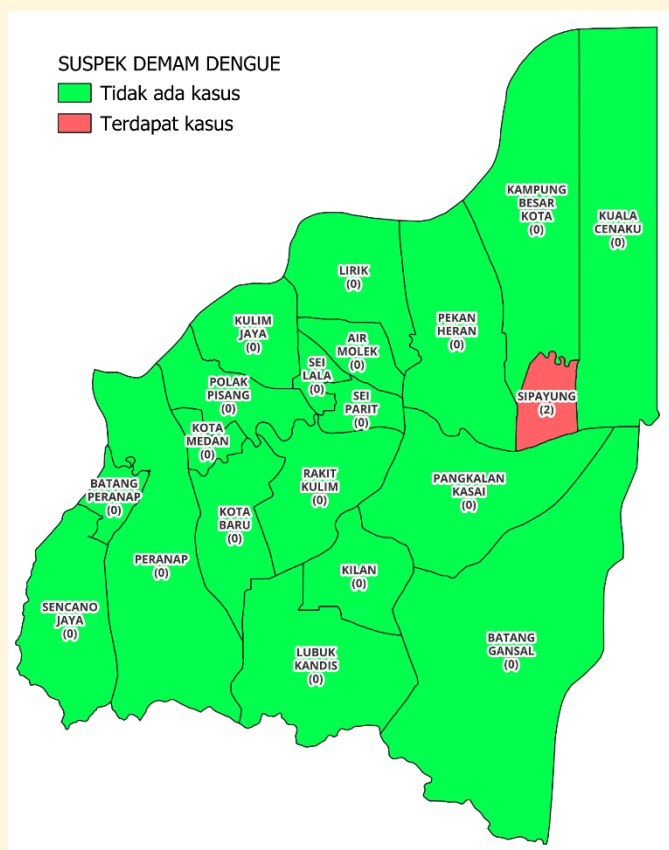 SUSPEK DEMAM DENGUE
Tidak ada kasus
Terdapat kasus
KAMPUNG
BESAR
KOTA
(0)
KUALA
CENAKU
(0)
LIRIK
(0)
PEKAN
HERAN
(0)
KULIM
JAYA
(0)
AIR
MOLEK
(0)
SEI
LALA
(0)
POLAK
PISANG
(0)
SEI
PARIT
(0)
SIPAYUNG
(2)
KOTA
MEDAN
(0)
BATANG
PERANAP
(0)
RAKIT
KULIM
(0)
PANGKALAN
KASAI
(0)
KOTA
BARU
(0)
PERANAP
(0)
KILAN
(0)
SENCANO
JAYA
(0)
LUBUK
KANDIS
(0)
BATANG
GANSAL
(0)